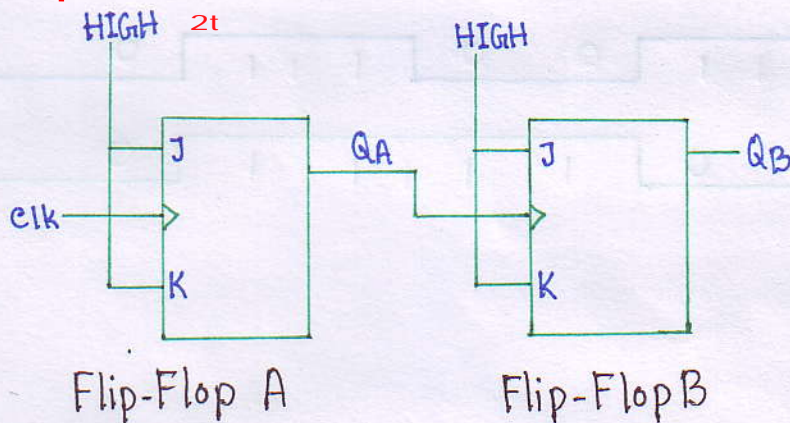 HIGH 2t HIGH
J QA J QB
Clk
K K
Flip-Flop A Flip-Flop B